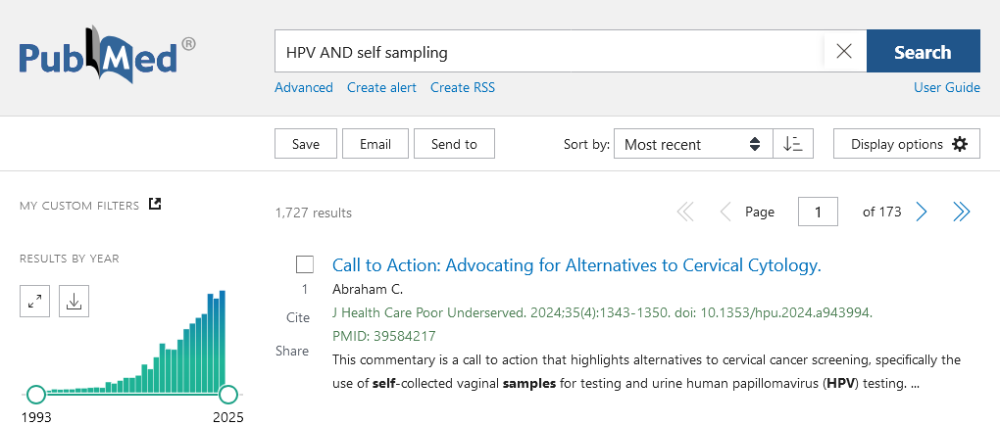 PubMed®
HPV AND self sampling
Search
Advanced Create alert Create RSS
User Guide
Save Email Send to
Sort by: Most recent
Display options
MY CUSTOM FILTERS
1,727 results
Page 1 of 173
RESULTS BY YEAR
1993 2025
Call to Action: Advocating for Alternatives to Cervical Cytology.
1
Abraham C.
Cite
J Health Care Poor Underserved. 2024;35(4):1343-1350. doi: 10.1353/hpu.2024.a943994.
PMID: 39584217
Share
This commentary is a call to action that highlights alternatives to cervical cancer screening, specifically the
use of self-collected vaginal samples for testing and urine human papillomavirus (HPV) testing. ...